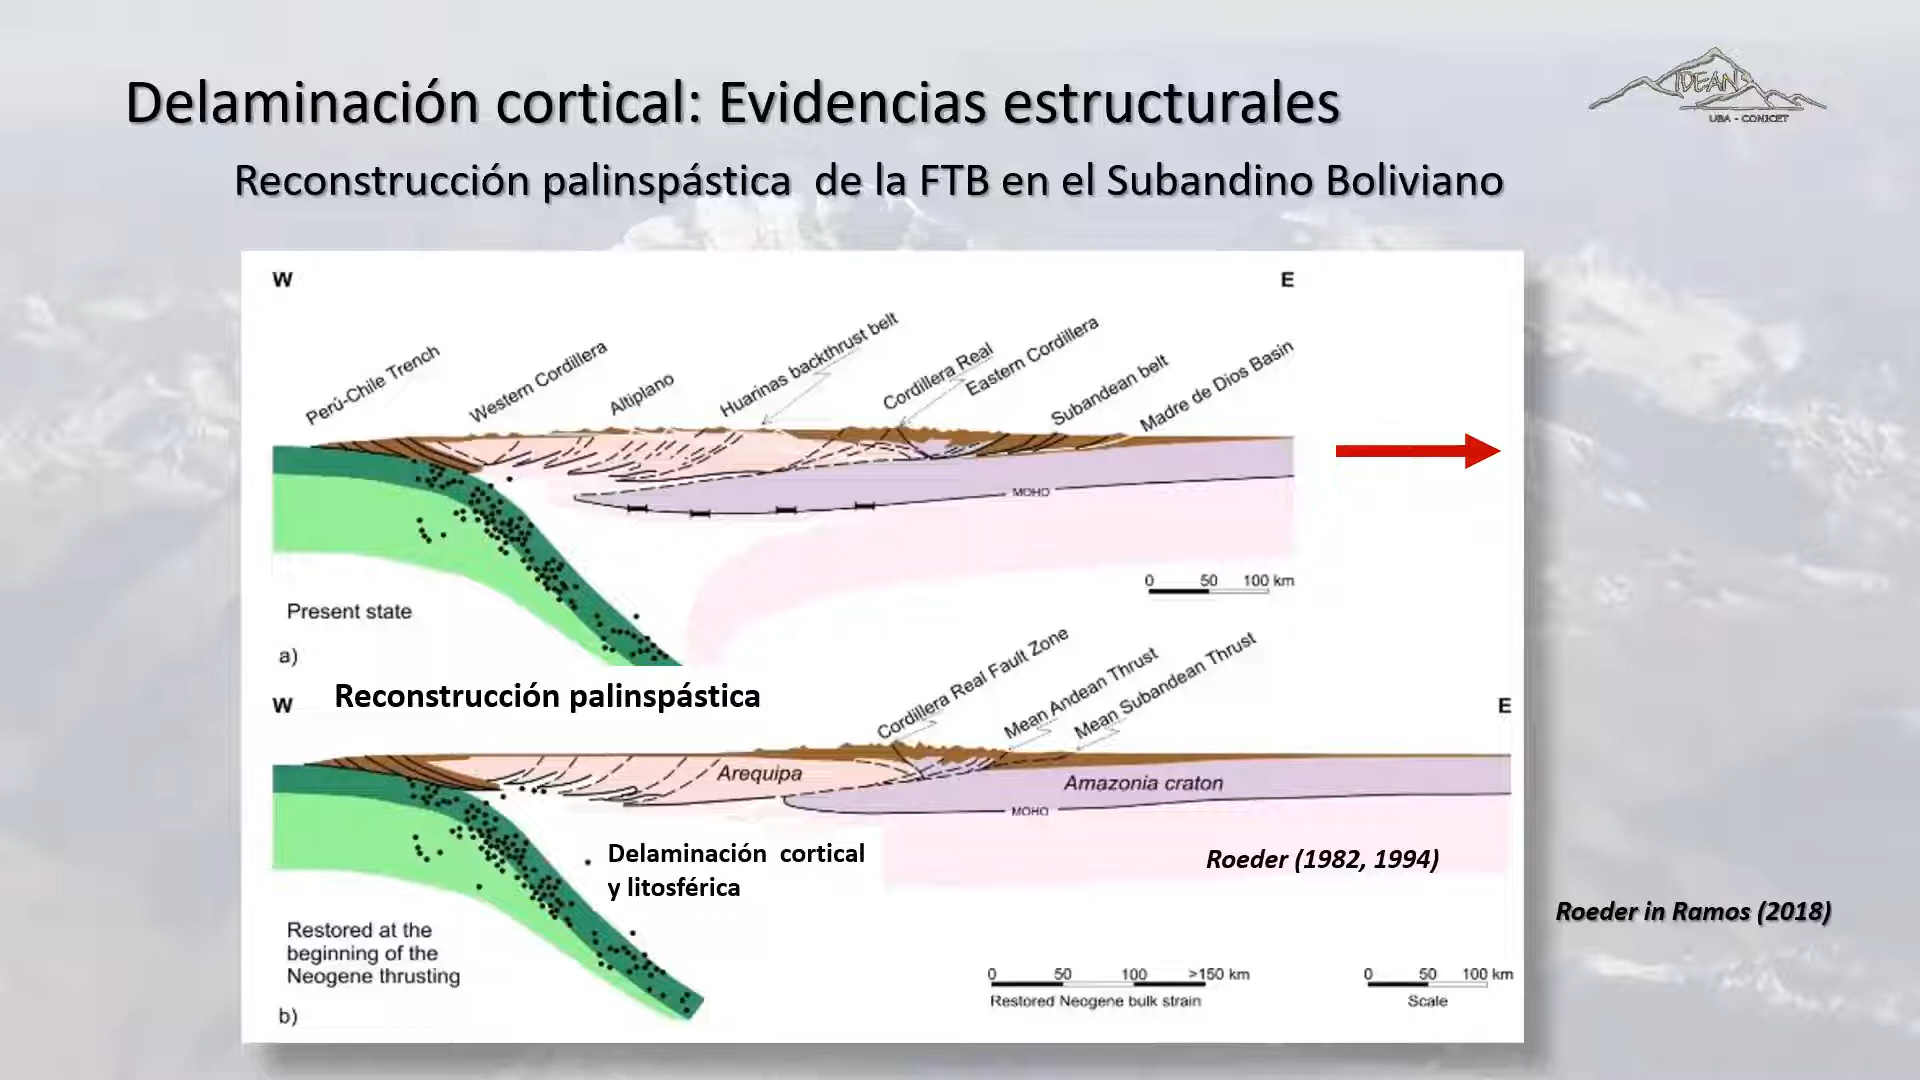 Delaminación cortical: Evidencias estructurales
IDEAN
UBA - CONICET
Reconstrucción palinspástica de la FTB en el Subandino Boliviano
W
E
Perú-Chile Trench
Western Cordillera
Altiplano
Huarinas backthrust belt
Cordillera Real
Eastern Cordillera
Subandean belt
Madre de Dios Basin
MOHO
0 50 100 km
Present state
a)
Reconstrucción palinspástica
W
E
Cordillera Real Fault Zone
Mean Andean Thrust
Mean Subandean Thrust
Arequipa
Amazonia craton
MOHO
Delaminación cortical
y litosférica
Roeder (1982, 1994)
Roeder in Ramos (2018)
Restored at the
beginning of the
Neogene thrusting
0 50 100 >150 km
Restored Neogene bulk strain
0 50 100 km
Scale
b)